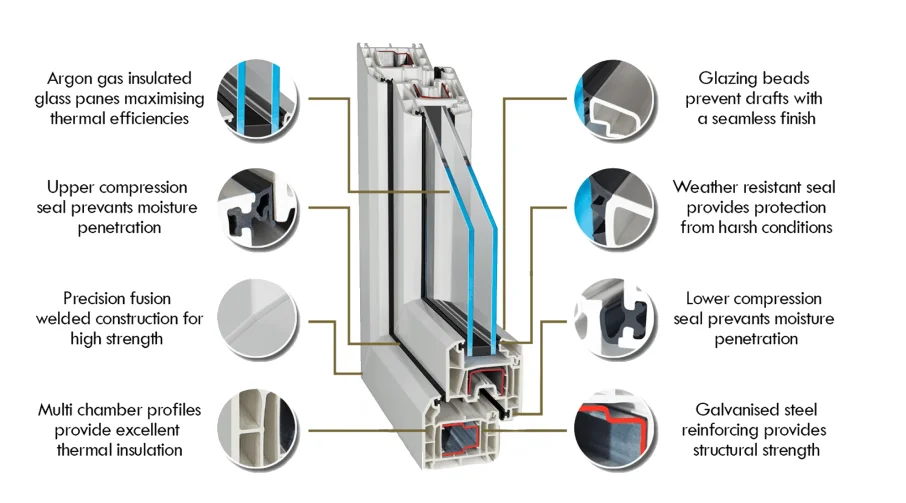 Argon gas insulated
glass panes maximising
thermal efficiencies
Upper compression
seal prevants moisture
penetration
Precision fusion
welded construction for
high strength
Multi chamber profiles
provide excellent
thermal insulation
Glazing beads
prevent drafts with
a seamless finish
Weather resistant seal
provides protection
from harsh conditions
Lower compression
seal prevants moisture
penetration
Galvanised steel
reinforcing provides
structural strength